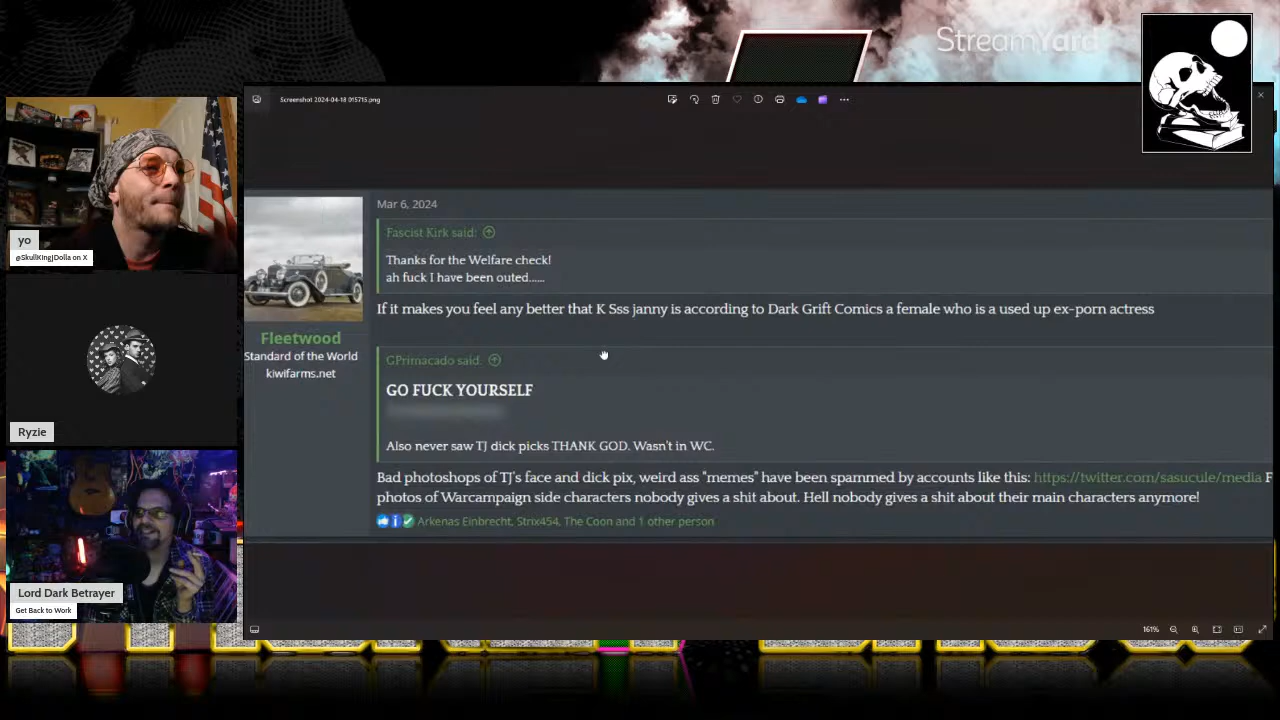 StreamYard
Screenshot 2024-04-18 015715.png
yo
@SkullKingJDolla on X
Ryzie
Lord Dark Betrayer
Get Back to Work
Fleetwood
Standard of the World
kiwifarms.net
Mar 6, 2024
Fascist Kirk said:
Thanks for the Welfare check!
ah fuck I have been outed......
If it makes you feel any better that K Sss janny is according to Dark Grift Comics a female who is a used up ex-porn actress
GPrimacado said:
GO FUCK YOURSELF
Also never saw TJ dick picks THANK GOD. Wasn't in WC.
Bad photoshops of TJ's face and dick pix, weird ass "memes" have been spammed by accounts like this: https://twitter.com/sasucule/media F
photos of Warcampaign side characters nobody gives a shit about. Hell nobody gives a shit about their main characters anymore!
Arkenas Einbrecht, Strix454, The Coon and 1 other person
161%